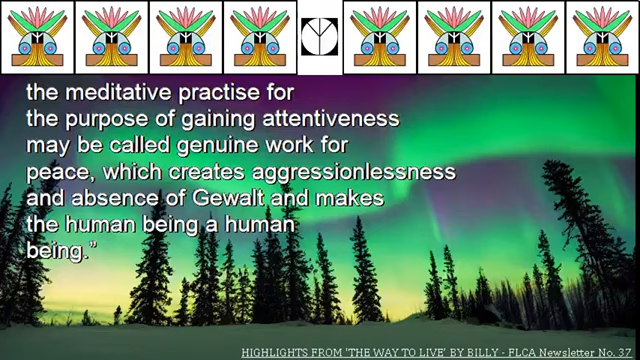 the meditative practise for
the purpose of gaining attentiveness
may be called genuine work for
peace, which creates aggressionlessness
and absence of Gewalt and makes
the human being a human
being.”
HIGHLIGHTS FROM 'THE WAY TO LIVE' BY BILLY - FLCA Newsletter No. 37